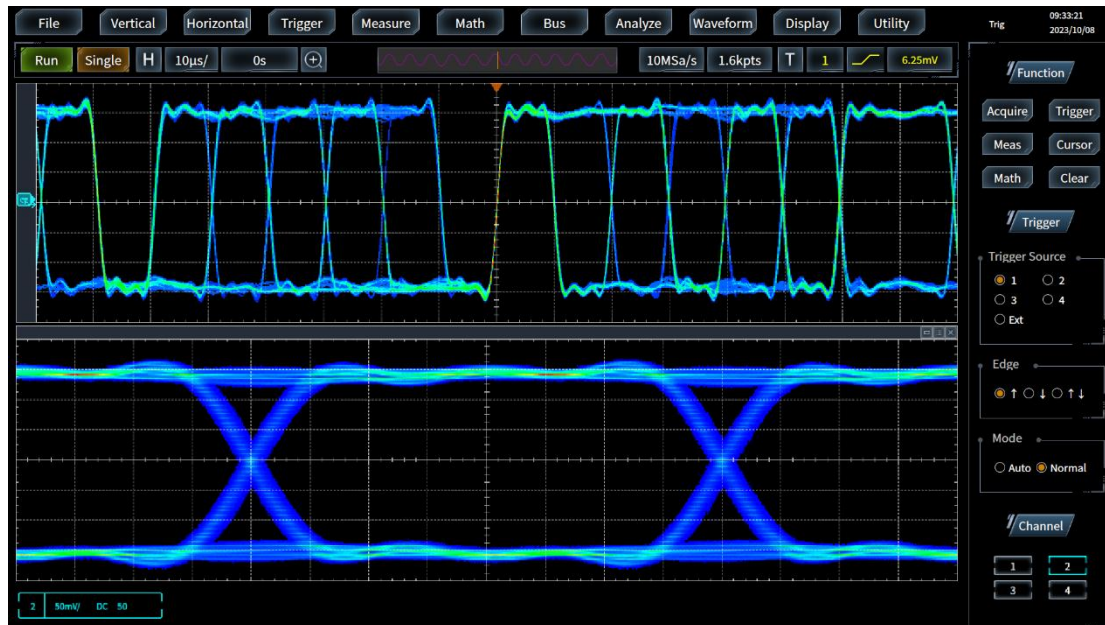 File Vertical Horizontal Trigger Measure Math Bus Analyze Waveform Display Utility Trig 09:33:21
2023/10/08
Run Single H 10μs/ 0s 10MSa/s 1.6kpts T 1 6.25mV
Function
Acquire Trigger
Meas Cursor
Math Clear
Trigger
Trigger Source
1 2
3 4
Ext
Edge
↑ ↓ ↑↓
Mode
Auto Normal
Channel
1 2
3 4
2 50mV/ DC 50